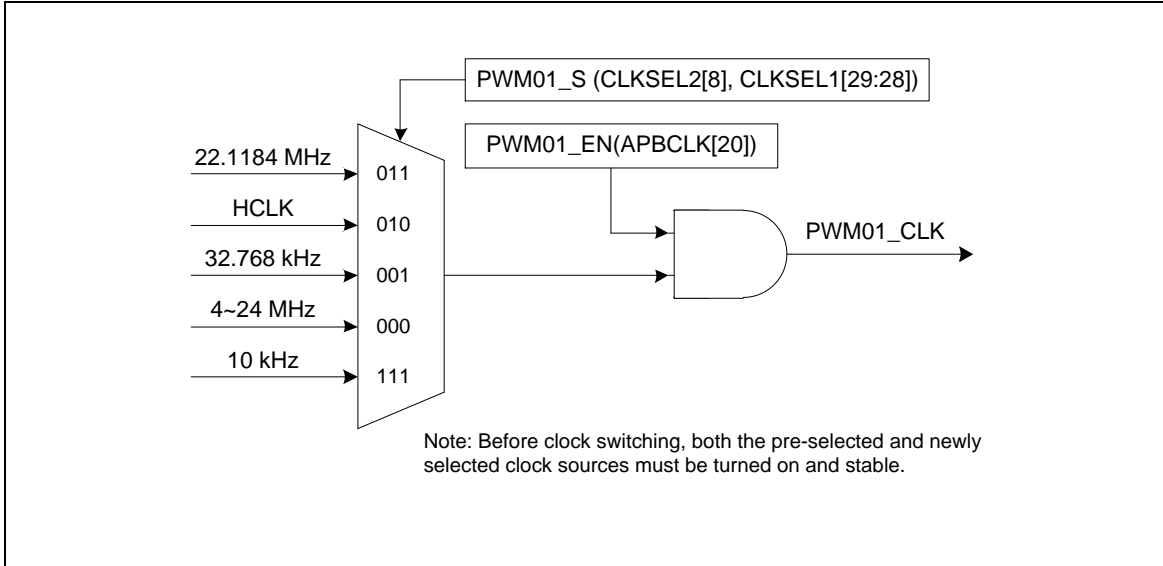 PWM01_S (CLKSEL2[8], CLKSEL1[29:28])
PWM01_EN(APBCLK[20])
22.1184 MHz
011
HCLK
010
PWM01_CLK
32.768 kHz
001
4~24 MHz
000
10 kHz
111
Note: Before clock switching, both the pre-selected and newly
selected clock sources must be turned on and stable.